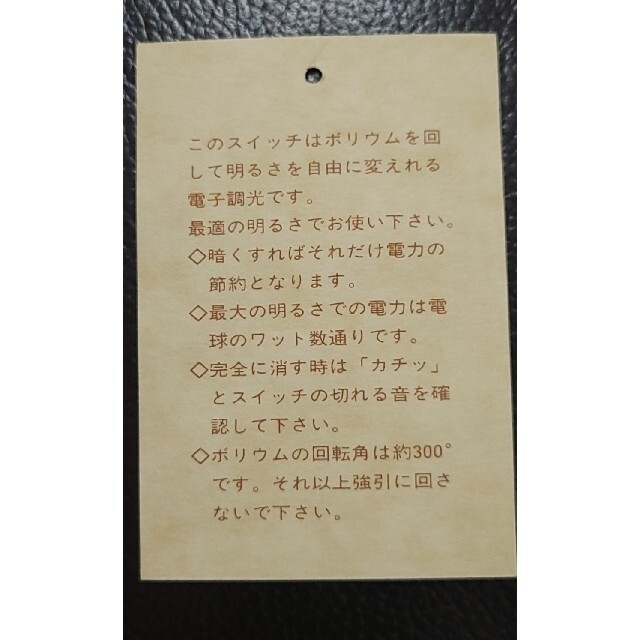 このスイッチはボリウムを回
して明るさを自由に変えれる
電子調光です。
最適の明るさでお使い下さい。
◇暗くすればそれだけ電力の
節約となります。
◇最大の明るさでの電力は電
球のワット数通りです。
◇完全に消す時は「カチッ」
とスイッチの切れる音を確
認して下さい。
◇ボリウムの回転角は約300°
です。それ以上強引に回さ
ないで下さい。